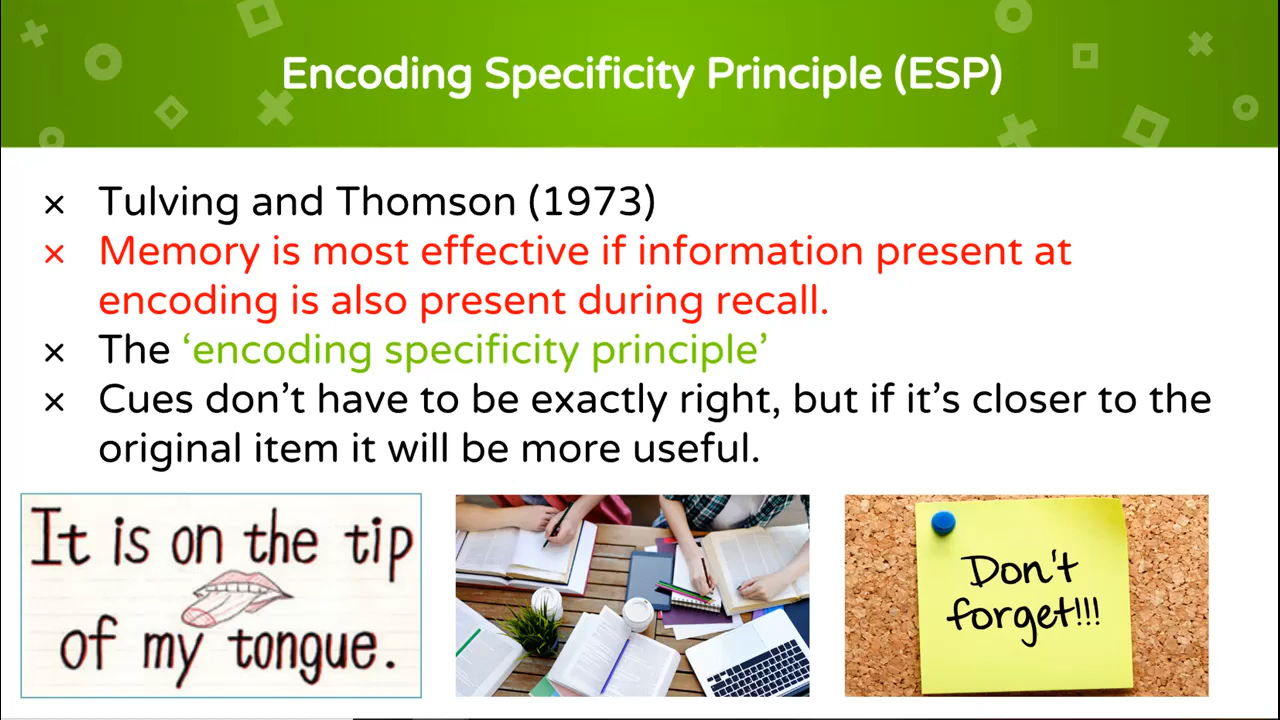 Encoding Specificity Principle (ESP)
× Tulving and Thomson (1973)
× Memory is most effective if information present at
encoding is also present during recall.
× The ‘encoding specificity principle’
× Cues don’t have to be exactly right, but if it’s closer to the
original item it will be more useful.
It is on the tip
of my tongue.
Don't
forget!!!